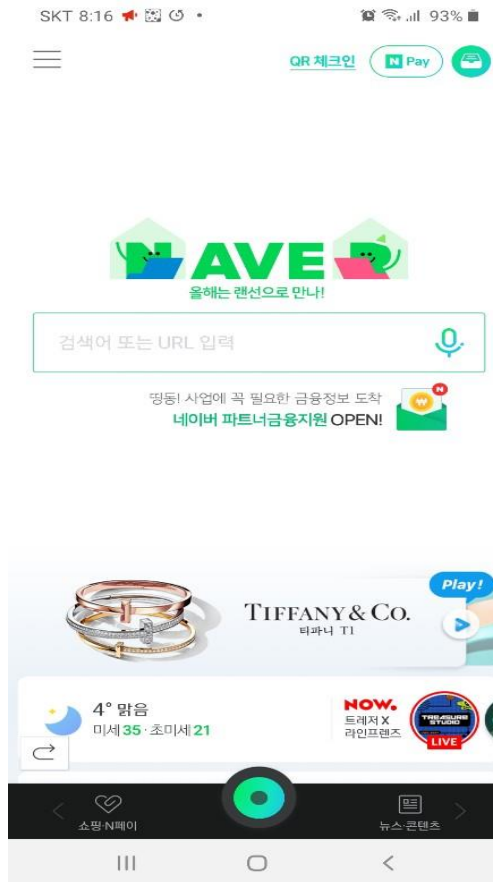 SKT 8:16
93%
QR 체크인
N Pay
NAVER
올해는 랜선으로 만나!
검색어 또는 URL 입력
띵동! 사업에 꼭 필요한 금융정보 도착
네이버 파트너금융지원 OPEN!
N
Play!
TIFFANY & CO.
티파니 T1
4° 맑음
미세 35 · 초미세 21
NOW.
트레저 X
라인프렌즈
TREASURE
STUDIO
LIVE
쇼핑·N페이
뉴스·콘텐츠